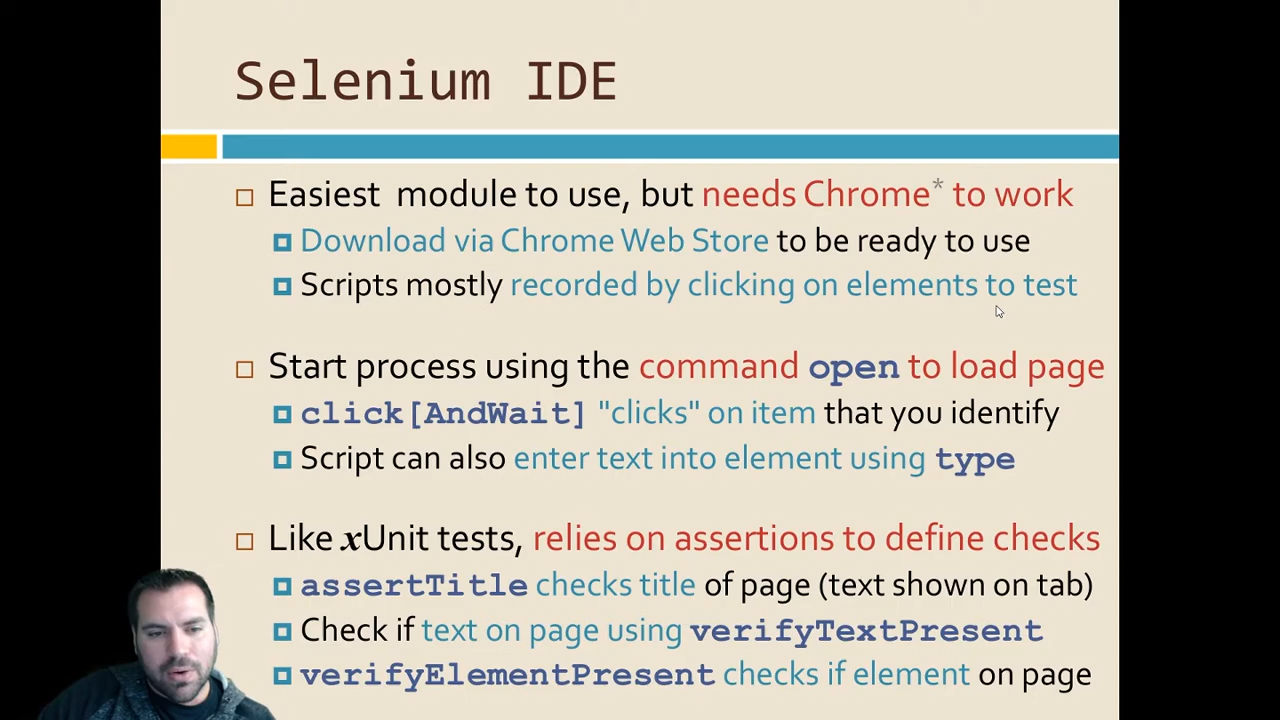 Selenium IDE
Easiest module to use, but needs Chrome* to work
Download via Chrome Web Store to be ready to use
Scripts mostly recorded by clicking on elements to test
Start process using the command open to load page
click[AndWait] "clicks" on item that you identify
Script can also enter text into element using type
Like xUnit tests, relies on assertions to define checks
assertTitle checks title of page (text shown on tab)
Check if text on page using verifyTextPresent
verifyElementPresent checks if element on page